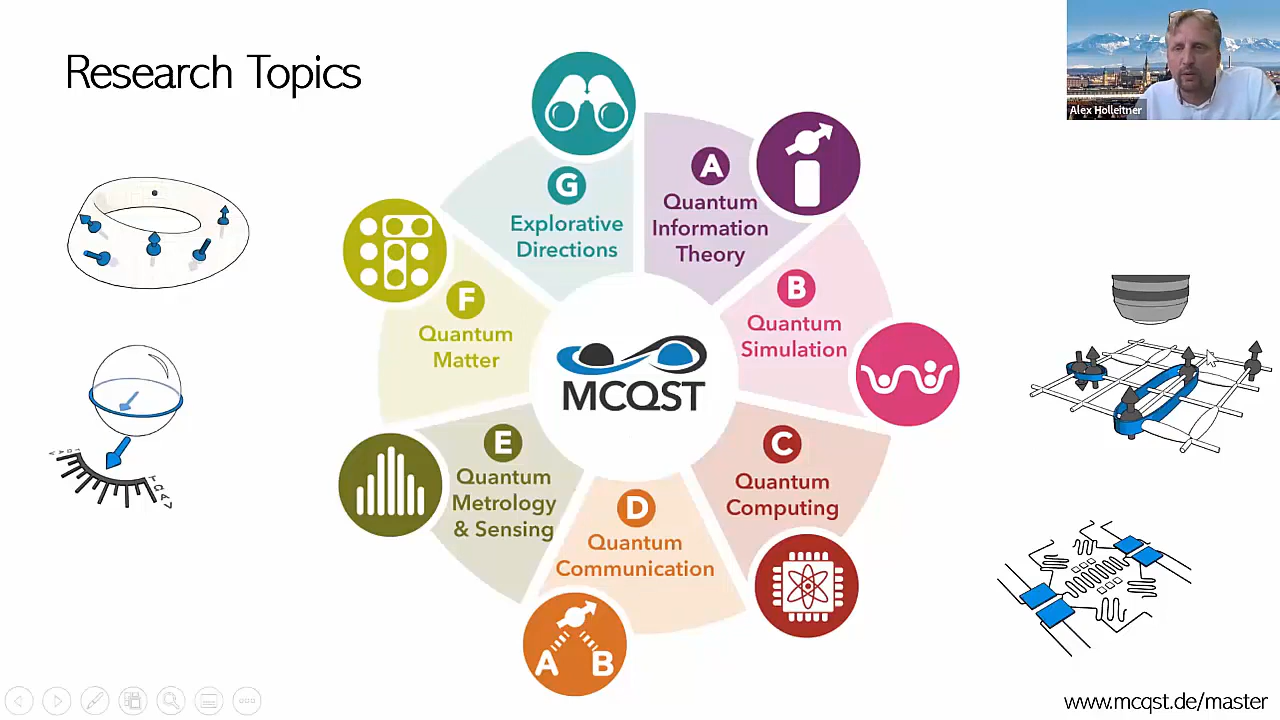 Research Topics
Alex Holleitner
A
Quantum
Information
Theory
B
Quantum
Simulation
C
Quantum
Computing
D
Quantum
Communication
A B
E
Quantum
Metrology
& Sensing
F
Quantum
Matter
G
Explorative
Directions
MCQST
www.mcqst.de/master